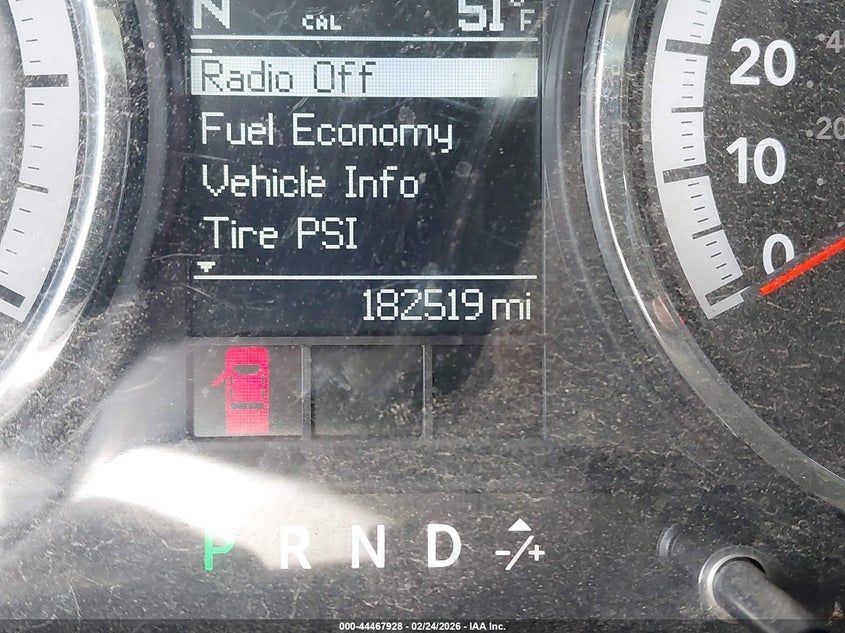 N CAL 51°F
Radio Off
Fuel Economy
Vehicle Info
Tire PSI
182519 mi
20
10
0
20
P R N D -/+
000-44467928 - 02/24/2026 - IAA Inc.